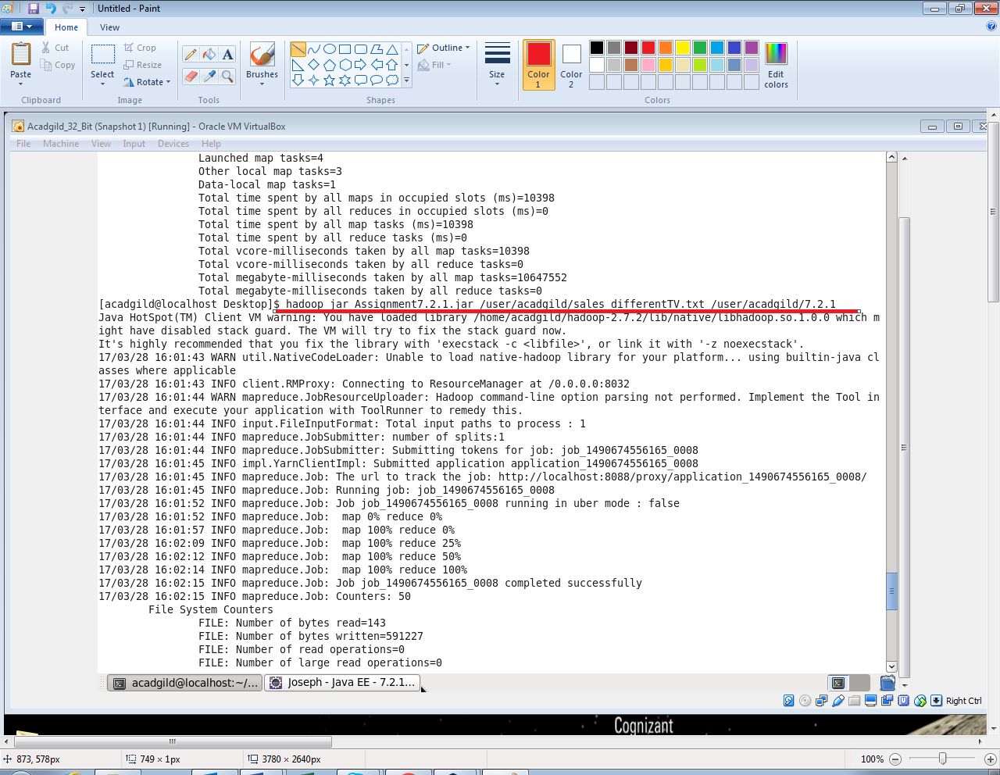 Untitled - Paint
Home
View
Paste
Cut
Copy
Clipboard
Select
Crop
Resize
Rotate
Image
A
Tools
Brushes
Outline
Fill
Shapes
Size
Color 1
Color 2
Edit colors
Colors
Acadgild_32_Bit (Snapshot 1) [Running] - Oracle VM VirtualBox
File Machine View Input Devices Help
Launched map tasks=4
Other local map tasks=3
Data-local map tasks=1
Total time spent by all maps in occupied slots (ms)=10398
Total time spent by all reduces in occupied slots (ms)=0
Total time spent by all map tasks (ms)=10398
Total time spent by all reduce tasks (ms)=0
Total vcore-milliseconds taken by all map tasks=10398
Total vcore-milliseconds taken by all reduce tasks=0
Total megabyte-milliseconds taken by all map tasks=10647552
Total megabyte-milliseconds taken by all reduce tasks=0
[acadgild@localhost Desktop]$ hadoop jar Assignment7.2.1.jar /user/acadgild/sales differentTV.txt /user/acadgild/7.2.1
Java HotSpot(TM) Client VM warning: You have loaded library /home/acadgild/hadoop-2.7.2/lib/native/libhadoop.so.1.0.0 which m
ight have disabled stack guard. The VM will try to fix the stack guard now.
It's highly recommended that you fix the library with 'execstack -c <libfile>', or link it with '-z noexecstack'.
17/03/28 16:01:43 WARN util.NativeCodeLoader: Unable to load native-hadoop library for your platform... using builtin-java cl
asses where applicable
17/03/28 16:01:43 INFO client.RMProxy: Connecting to ResourceManager at /0.0.0.0:8032
17/03/28 16:01:44 WARN mapreduce.JobResourceUploader: Hadoop command-line option parsing not performed. Implement the Tool in
terface and execute your application with ToolRunner to remedy this.
17/03/28 16:01:44 INFO input.FileInputFormat: Total input paths to process : 1
17/03/28 16:01:44 INFO mapreduce.JobSubmitter: number of splits:1
17/03/28 16:01:44 INFO mapreduce.JobSubmitter: Submitting tokens for job: job_1490674556165_0008
17/03/28 16:01:45 INFO impl.YarnClientImpl: Submitted application application_1490674556165_0008
17/03/28 16:01:45 INFO mapreduce.Job: The url to track the job: http://localhost:8088/proxy/application_1490674556165_0008/
17/03/28 16:01:45 INFO mapreduce.Job: Running job: job_1490674556165_0008
17/03/28 16:01:52 INFO mapreduce.Job: Job job_1490674556165_0008 running in uber mode : false
17/03/28 16:01:52 INFO mapreduce.Job:  map 0% reduce 0%
17/03/28 16:01:57 INFO mapreduce.Job:  map 100% reduce 0%
17/03/28 16:02:09 INFO mapreduce.Job:  map 100% reduce 25%
17/03/28 16:02:12 INFO mapreduce.Job:  map 100% reduce 50%
17/03/28 16:02:14 INFO mapreduce.Job:  map 100% reduce 100%
17/03/28 16:02:15 INFO mapreduce.Job: Job job_1490674556165_0008 completed successfully
17/03/28 16:02:15 INFO mapreduce.Job: Counters: 50
File System Counters
FILE: Number of bytes read=143
FILE: Number of bytes written=591227
FILE: Number of read operations=0
FILE: Number of large read operations=0
acadgild@localhost:~/...
Joseph - Java EE - 7.2.1...
Right Ctrl
Cognizant
873, 578px
749 × 1px
3780 × 2640px
100%